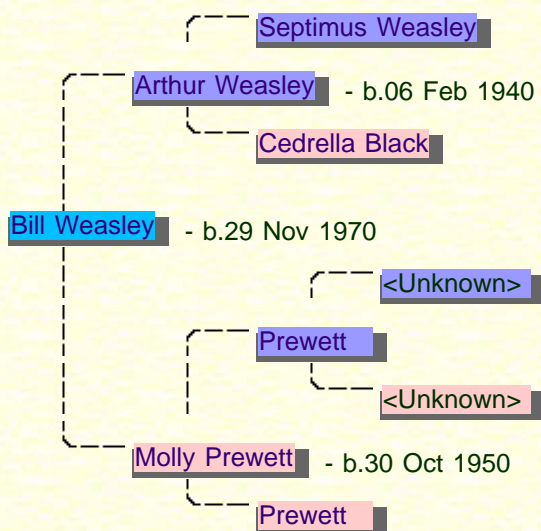 Septimus Weasley
Arthur Weasley - b.06 Feb 1940
Cedrella Black
Bill Weasley - b.29 Nov 1970
<Unknown>
Prewett
<Unknown>
Molly Prewett - b.30 Oct 1950
Prewett